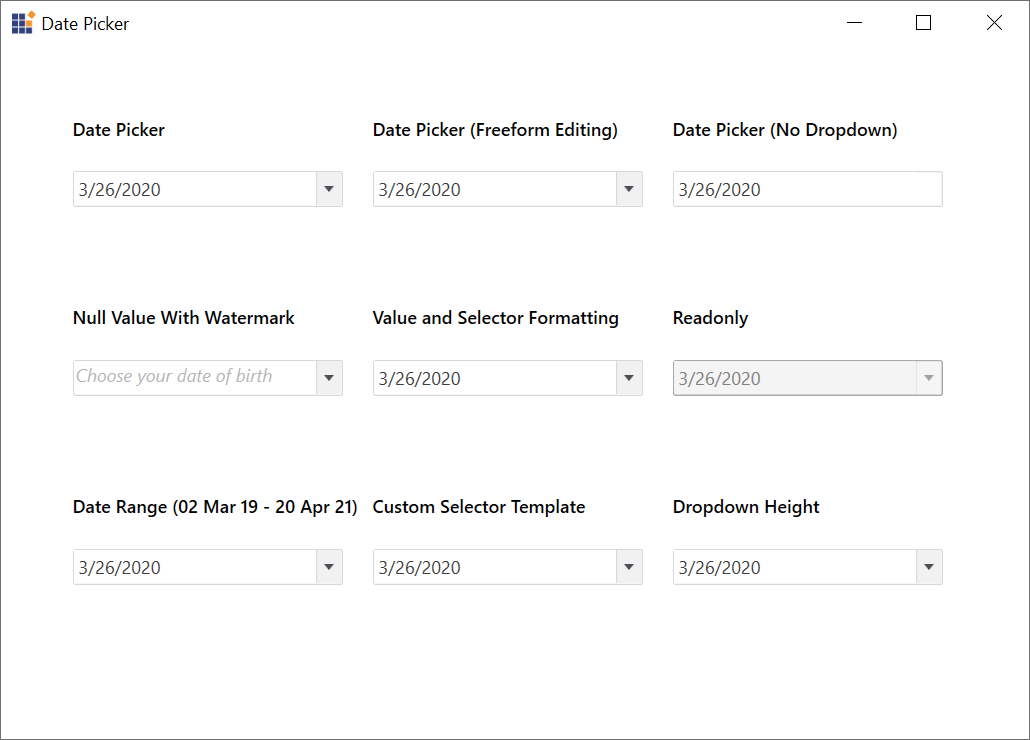 Date Picker
Date Picker
Date Picker (Freeform Editing)
Date Picker (No Dropdown)
3/26/2020
3/26/2020
3/26/2020
Null Value With Watermark
Value and Selector Formatting
Readonly
Choose your date of birth
3/26/2020
3/26/2020
Date Range (02 Mar 19 - 20 Apr 21)
Custom Selector Template
Dropdown Height
3/26/2020
3/26/2020
3/26/2020